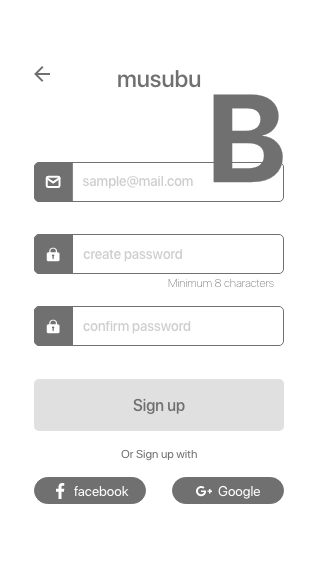 musubu
B
sample@mail.com
create password
Minimum 8 characters
confirm password
Sign up
Or Sign up with
f facebook
G+ Google